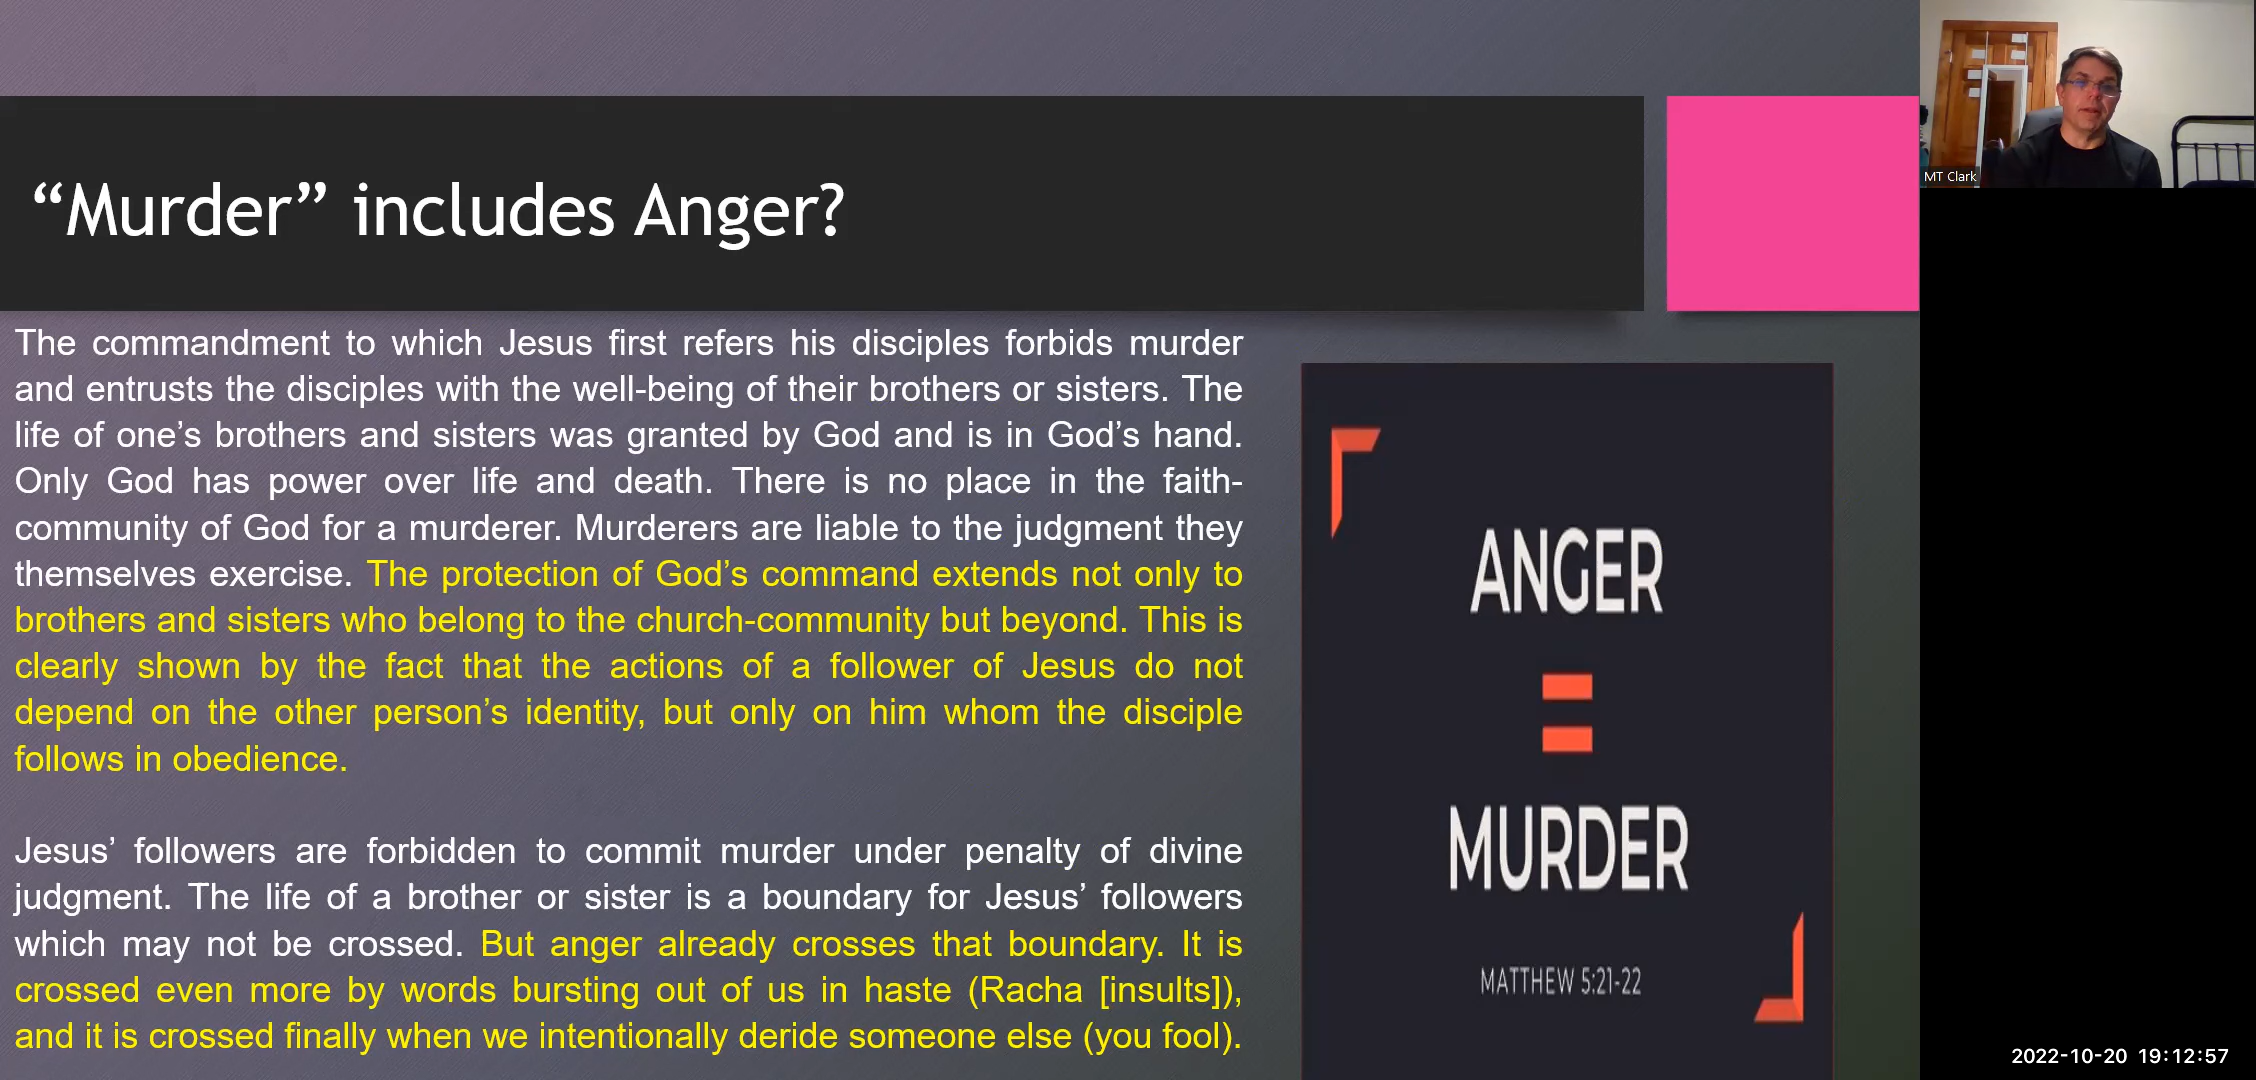 “Murder” includes Anger?
The commandment to which Jesus first refers his disciples forbids murder
and entrusts the disciples with the well-being of their brothers or sisters. The
life of one’s brothers and sisters was granted by God and is in God’s hand.
Only God has power over life and death. There is no place in the faith-
community of God for a murderer. Murderers are liable to the judgment they
themselves exercise. The protection of God’s command extends not only to
brothers and sisters who belong to the church-community but beyond. This is
clearly shown by the fact that the actions of a follower of Jesus do not
depend on the other person’s identity, but only on him whom the disciple
follows in obedience.
Jesus’ followers are forbidden to commit murder under penalty of divine
judgment. The life of a brother or sister is a boundary for Jesus’ followers
which may not be crossed. But anger already crosses that boundary. It is
crossed even more by words bursting out of us in haste (Racha [insults]),
and it is crossed finally when we intentionally deride someone else (you fool).
ANGER
=
MURDER
MATTHEW 5:21-22
MT Clark
2022-10-20 19:12:57